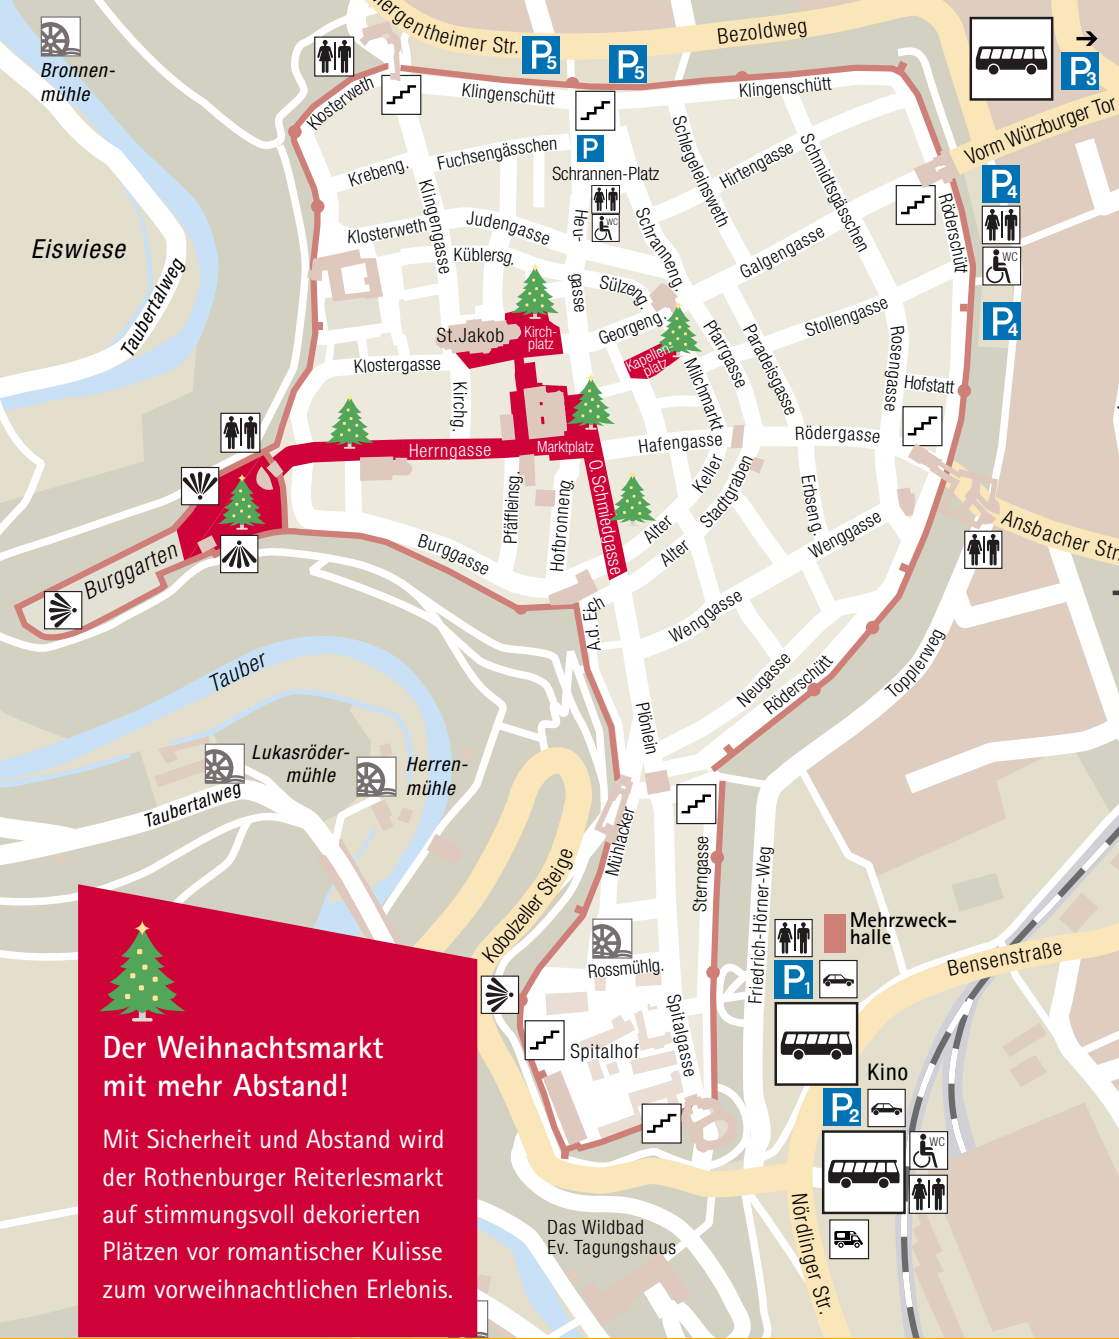 Mergentheimer Str.
P5
P5
Bezoldweg
P3
Bronnen-
mühle
Klosterweth
Klingenschütt
Klingenschütt
Vorm Würzburger Tor
P
Schrannen-Platz
Fuchsengässchen
Krebeng.
Schlegeleinsweth
Hirtengasse
Schmidtsgässchen
P4
WC
WC
P4
Röderschütt
Klingengasse
Klosterweth
Judengasse
Heu-
gasse
Schranneng.
Galgengasse
Eiswiese
Taubertalweg
Küblersg.
Sülzeng.
Georgeng.
Stollengasse
St.Jakob
Kirch-
platz
Kapellen-
platz
Pfarrgasse
Paradeisgasse
Rosengasse
Milchmarkt
Hofstatt
Klostergasse
Kirchg.
Herrngasse
Marktplatz
Hafengasse
Rödergasse
O. Schmiedgasse
Pfäffleinsg.
Hofbronneng.
Keller
Stadtgraben
Alter
Alter
Erbseng.
Wenggasse
Ansbacher Str.
Burggarten
Burggasse
A.d. Eich
Wenggasse
Neugasse
Röderschütt
Topplerweg
Tauber
Plönlein
Lukasröder-
mühle
Herren-
mühle
Taubertalweg
Mühlacker
Sterngasse
Friedrich-Hörner-Weg
Kobolzeller Steige
Rossmühlg.
Mehrzweck-
halle
P1
Bensenstraße
Spitalgasse
Spitalhof
Kino
P2
WC
Das Wildbad
Ev. Tagungshaus
Nördlinger Str.
Der Weihnachtsmarkt
mit mehr Abstand!
Mit Sicherheit und Abstand wird
der Rothenburger Reiterlesmarkt
auf stimmungsvoll dekorierten
Plätzen vor romantischer Kulisse
zum vorweihnachtlichen Erlebnis.